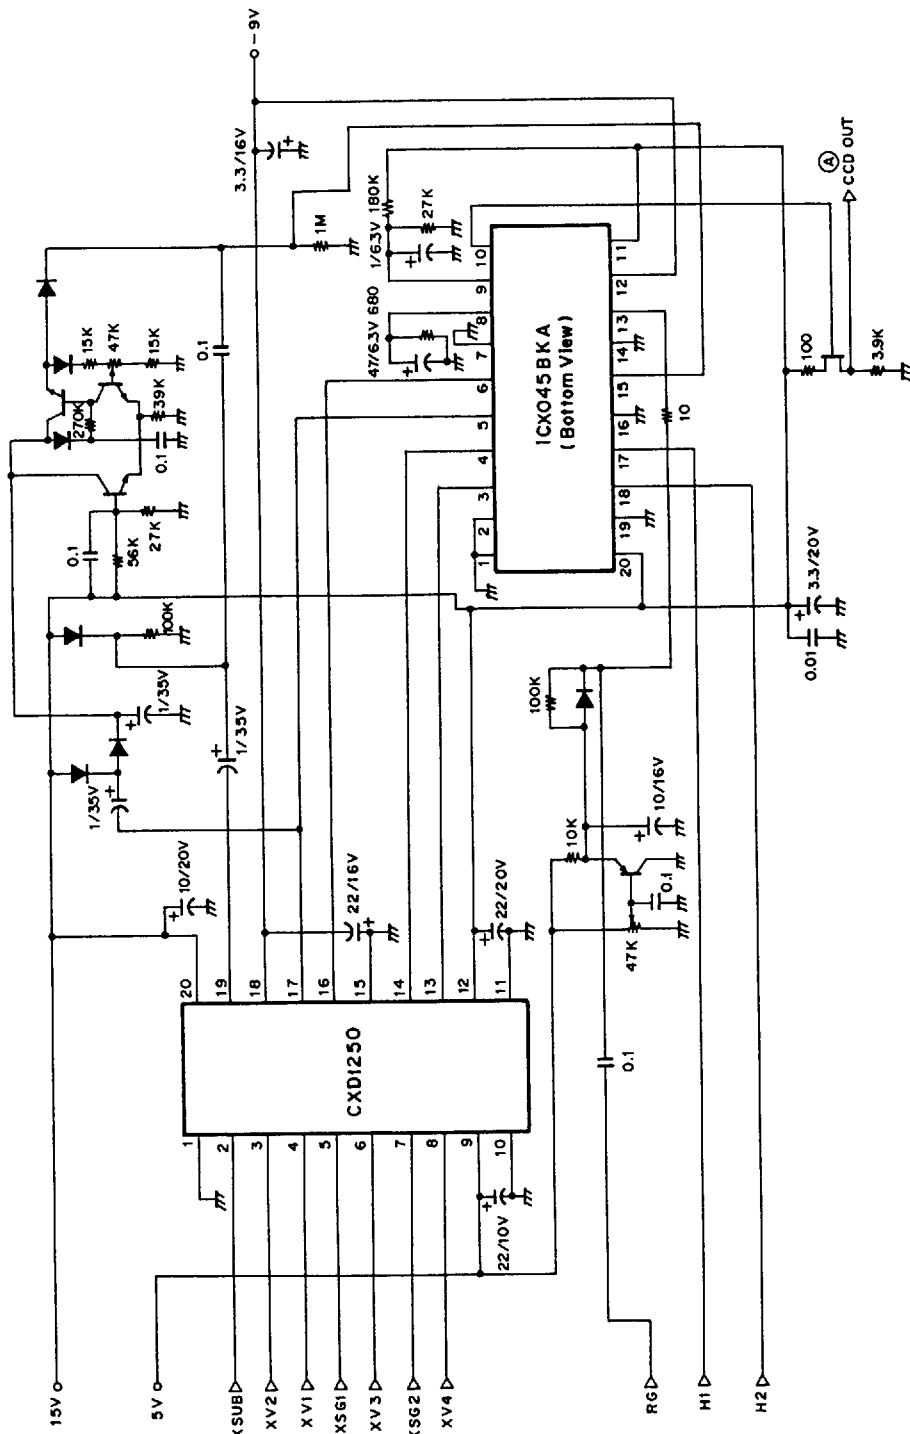 15V
5V
XSUB
XV2
XV1
XSG1
XV3
XSG2
XV4
RG
H1
H2
CXD1250
1
2
3
4
5
6
7
8
9
10
20
19
18
17
16
15
14
13
12
11
22/10V
+
10/20V
+
22/16V
+
22/20V
+
1/35V
+
1/35V
+
1/35V
+
100K
0.1
56K
27K
0.1
270K
39K
15K
47K
15K
0.1
1M
3.3/16V
+
-9V
47/6.3V
+
680
1/6.3V
+
180K
27K
ICX045BKA
(Bottom View)
1
2
3
4
5
6
7
8
9
10
20
19
18
17
16
15
14
13
12
11
10
100K
10K
10/16V
+
0.1
47K
0.1
0.01
3.3/20V
+
100
3.9K
A
CCD OUT